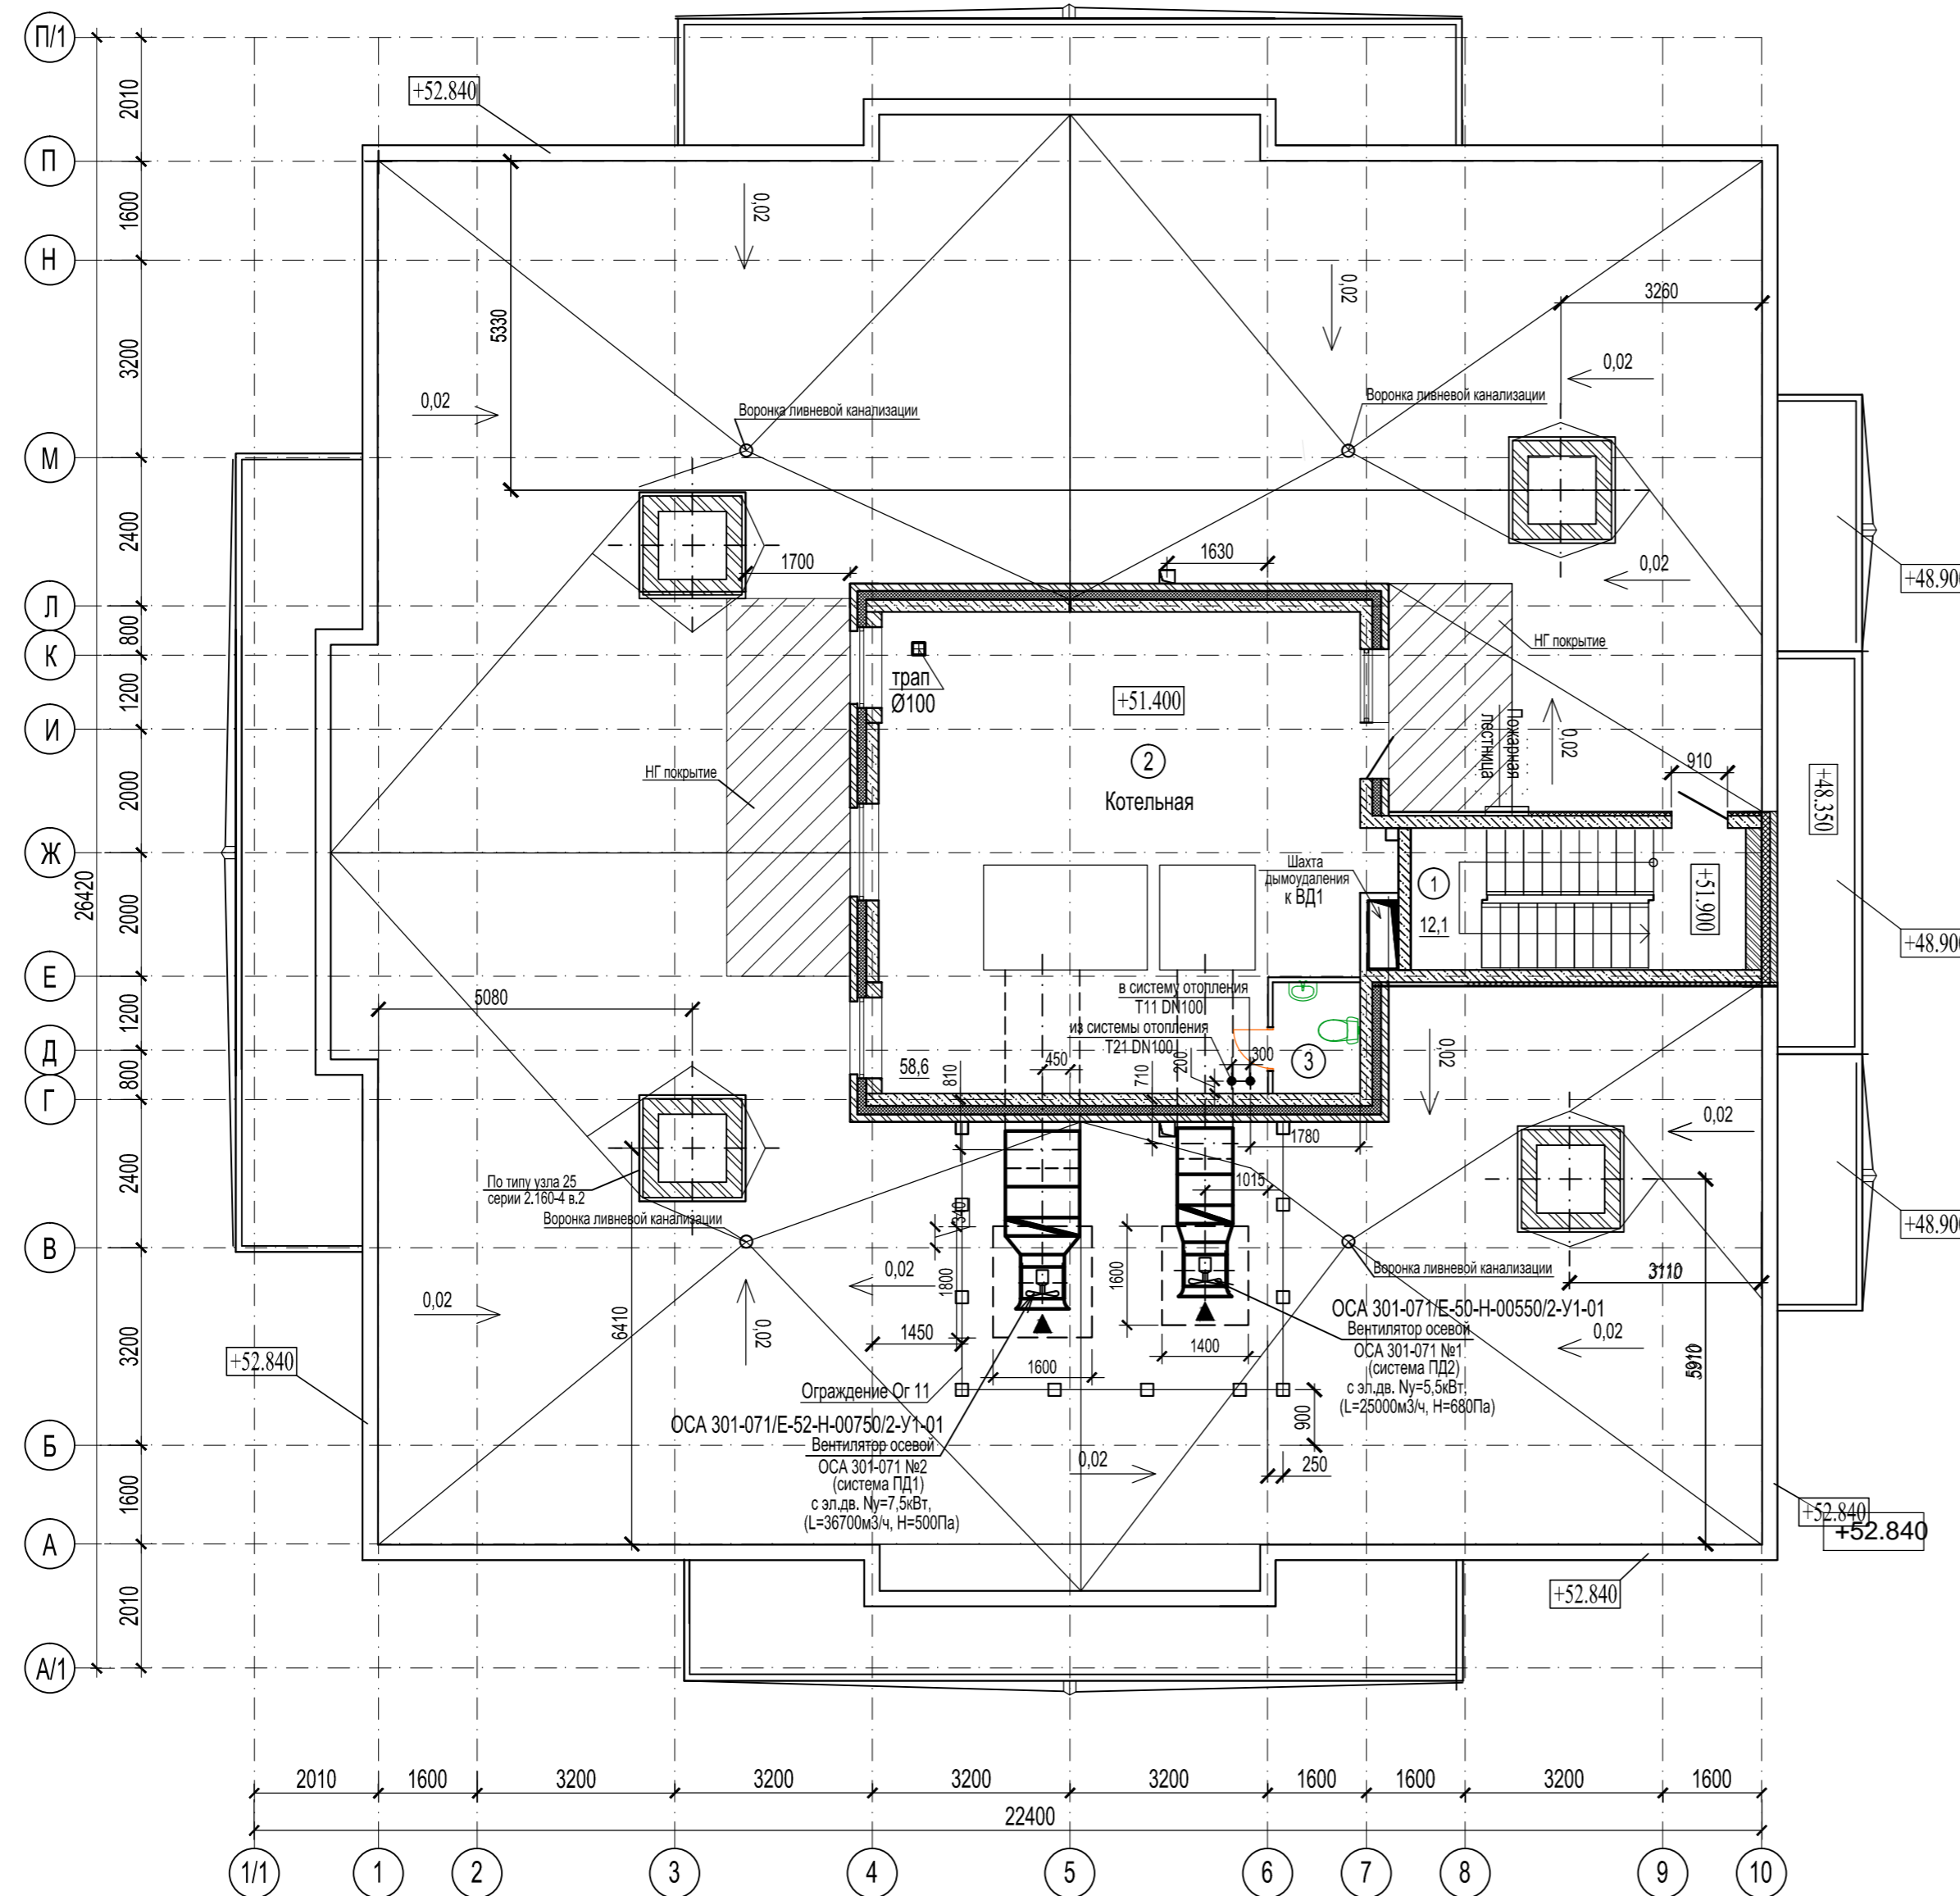 П/1
П
Н
М
Л
К
И
Ж
Е
Д
Г
В
Б
А
А/1
2010
1600
3200
2400
800
1200
2000
2000
1200
800
2400
3200
1600
2010
26420
+52.840
0,02
0,02
3260
5330
0,02
0,02
Воронка ливневой канализации
Воронка ливневой канализации
1700
1630
0,02
+48.900
НГ покрытие
трап
Ø100
+51.400
2
Котельная
Пожарная
лестница
0,02
910
+48.350
НГ покрытие
Шахта
дымоудаления
к ВД1
1
12,1
+51.900
+48.900
5080
в систему отопления
Т11 DN100
из системы отопления
Т21 DN100
58,6
810
450
710
200
300
3
0,02
0,02
1780
По типу узла 25
серии 2.160-4 в.2
Воронка ливневой канализации
1015
340
+48.900
0,02
0,02
0,02
1800
1600
Воронка ливневой канализации
3110
ОСА 301-071/Е-50-Н-00550/2-У1-01
Вентилятор осевой
ОСА 301-071 №1
(система ПД2)
с эл.дв. Nу=5,5кВт,
(L=25000м3/ч, Н=680Па)
0,02
6410
1450
1600
1400
5910
+52.840
Ограждение Ог 11
ОСА 301-071/Е-52-Н-00750/2-У1-01
Вентилятор осевой
ОСА 301-071 №2
(система ПД1)
с эл.дв. Nу=7,5кВт,
(L=36700м3/ч, Н=500Па)
900
0,02
250
+52.840
+52.840
+52.840
2010
1600
3200
3200
3200
3200
1600
1600
3200
1600
22400
1/1
1
2
3
4
5
6
7
8
9
10